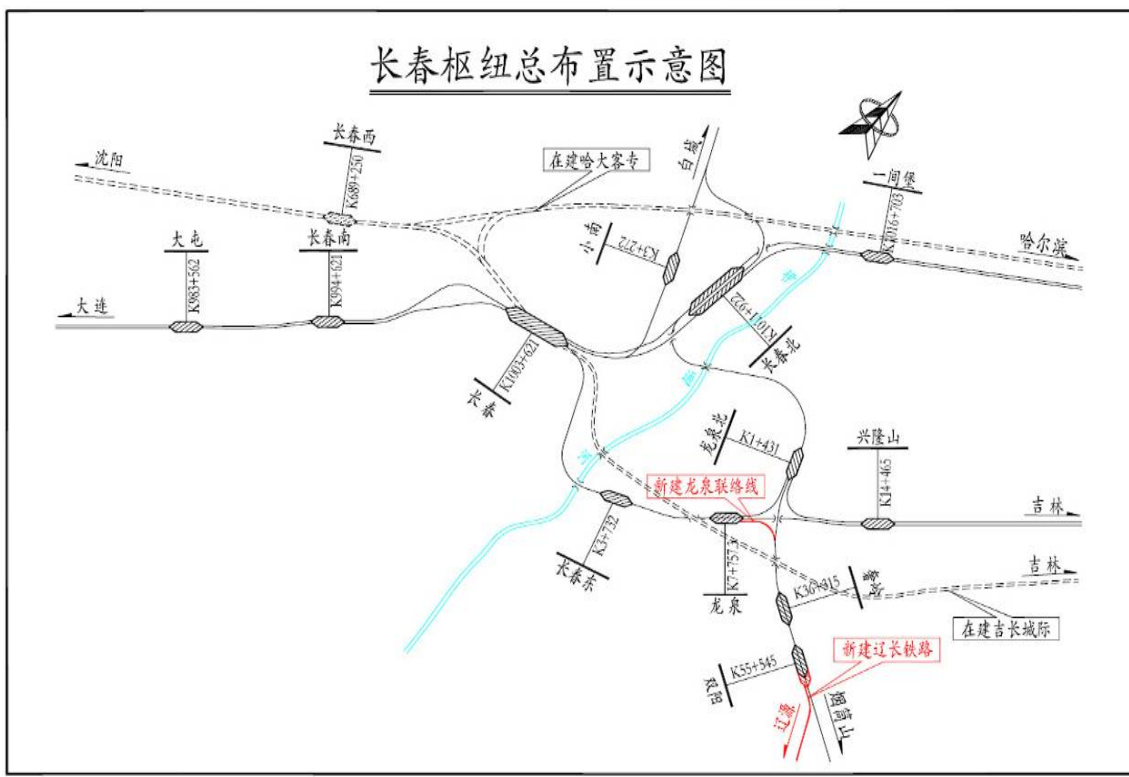 长春枢纽总布置示意图
长春西
K689+250
沈阳
在建哈大客专
白城
一间堡
K1016+703
哈尔滨
大屯
K983+562
长春南
K994+621
大连
小南
K3+272
K1011+922
长春北
K1003+621
长春
龙泉北
K1+431
兴隆山
K14+465
新建龙泉联络线
吉林
K3+732
长春东
K7+757.3
龙泉
吉林
在建吉长城际
新建辽长铁路
K55+545
双阳
辽源
烟筒山
河